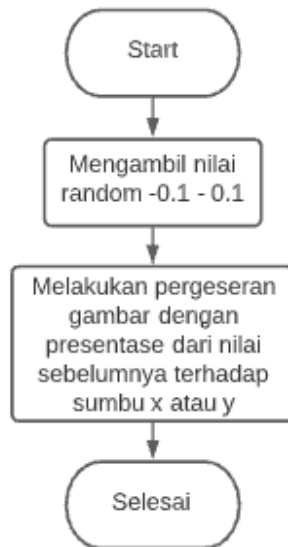 Start
Mengambil nilai
random -0.1 - 0.1
Melakukan pergeseran
gambar dengan
presentase dari nilai
sebelumnya terhadap
sumbu x atau y
Selesai